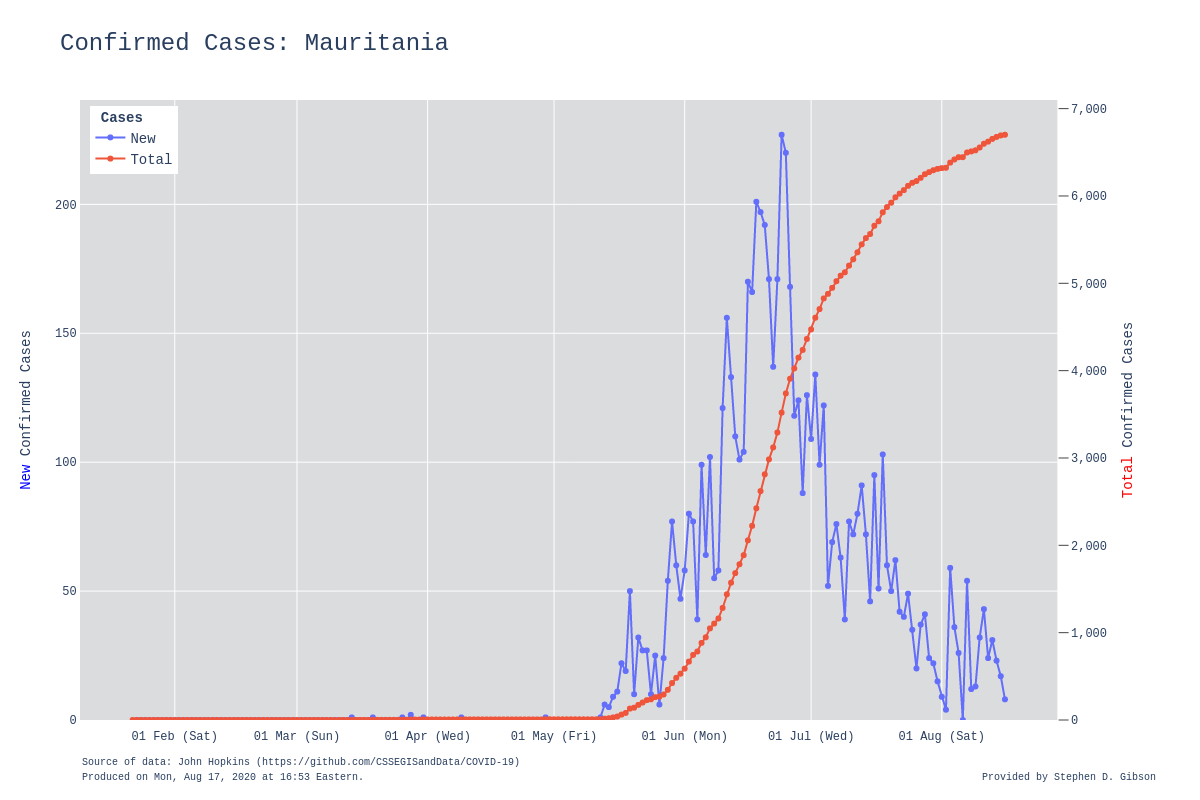 Confirmed Cases: Mauritania
Cases
New
Total
200
150
100
50
0
7,000
6,000
5,000
4,000
3,000
2,000
1,000
0
New Confirmed Cases
Total Confirmed Cases
01 Feb (Sat) 01 Mar (Sun) 01 Apr (Wed) 01 May (Fri) 01 Jun (Mon) 01 Jul (Wed) 01 Aug (Sat)
Source of data: John Hopkins (https://github.com/CSSEGISandData/COVID-19)
Produced on Mon, Aug 17, 2020 at 16:53 Eastern.
Provided by Stephen D. Gibson